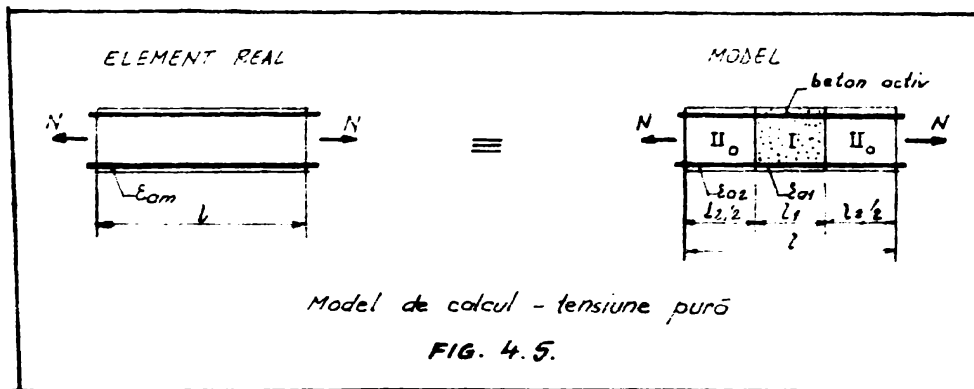 ELEMENT REAL
MODEL
beton activ
N
N
≡
N
II₀
I
II₀
N
εam
εa2
εa1
l
l₂/2
l₁
l₂/2
l
Model de calcul - tensiune pură
FIG. 4.5.